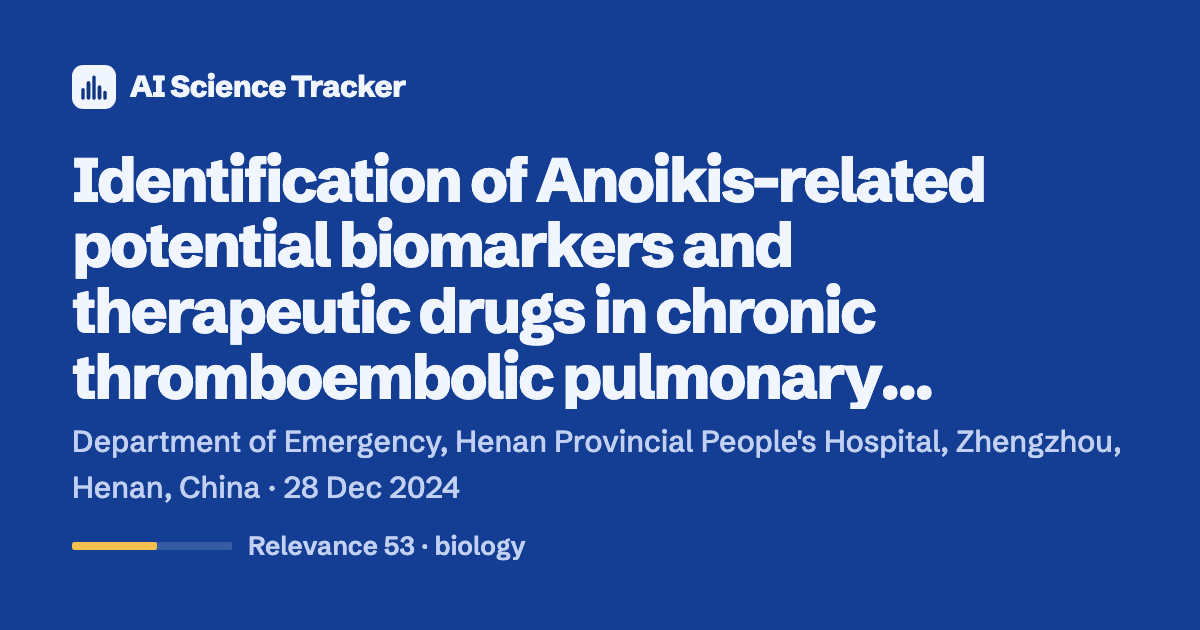 AI Science Tracker
Identification of Anoikis-related
potential biomarkers and
therapeutic drugs in chronic
thromboembolic pulmonary...
Department of Emergency, Henan Provincial People's Hospital, Zhengzhou,
Henan, China · 28 Dec 2024
Relevance 53 · biology